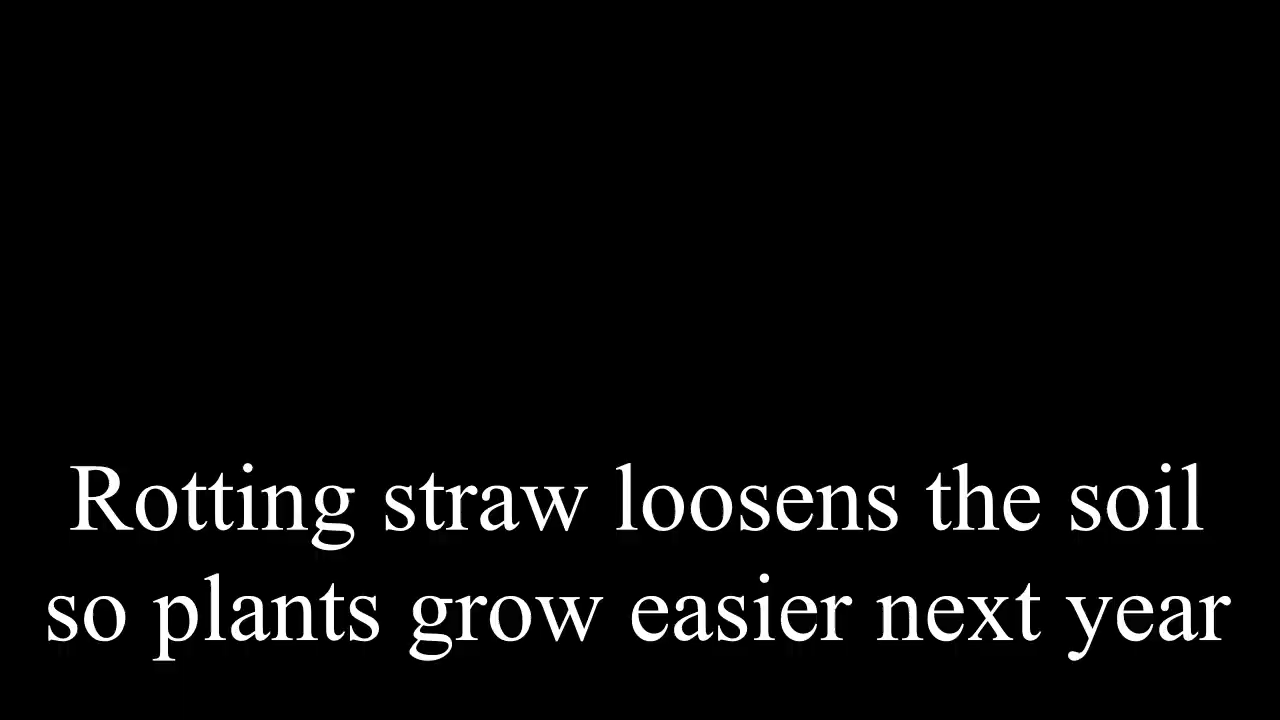 Rotting straw loosens the soil
so plants grow easier next year